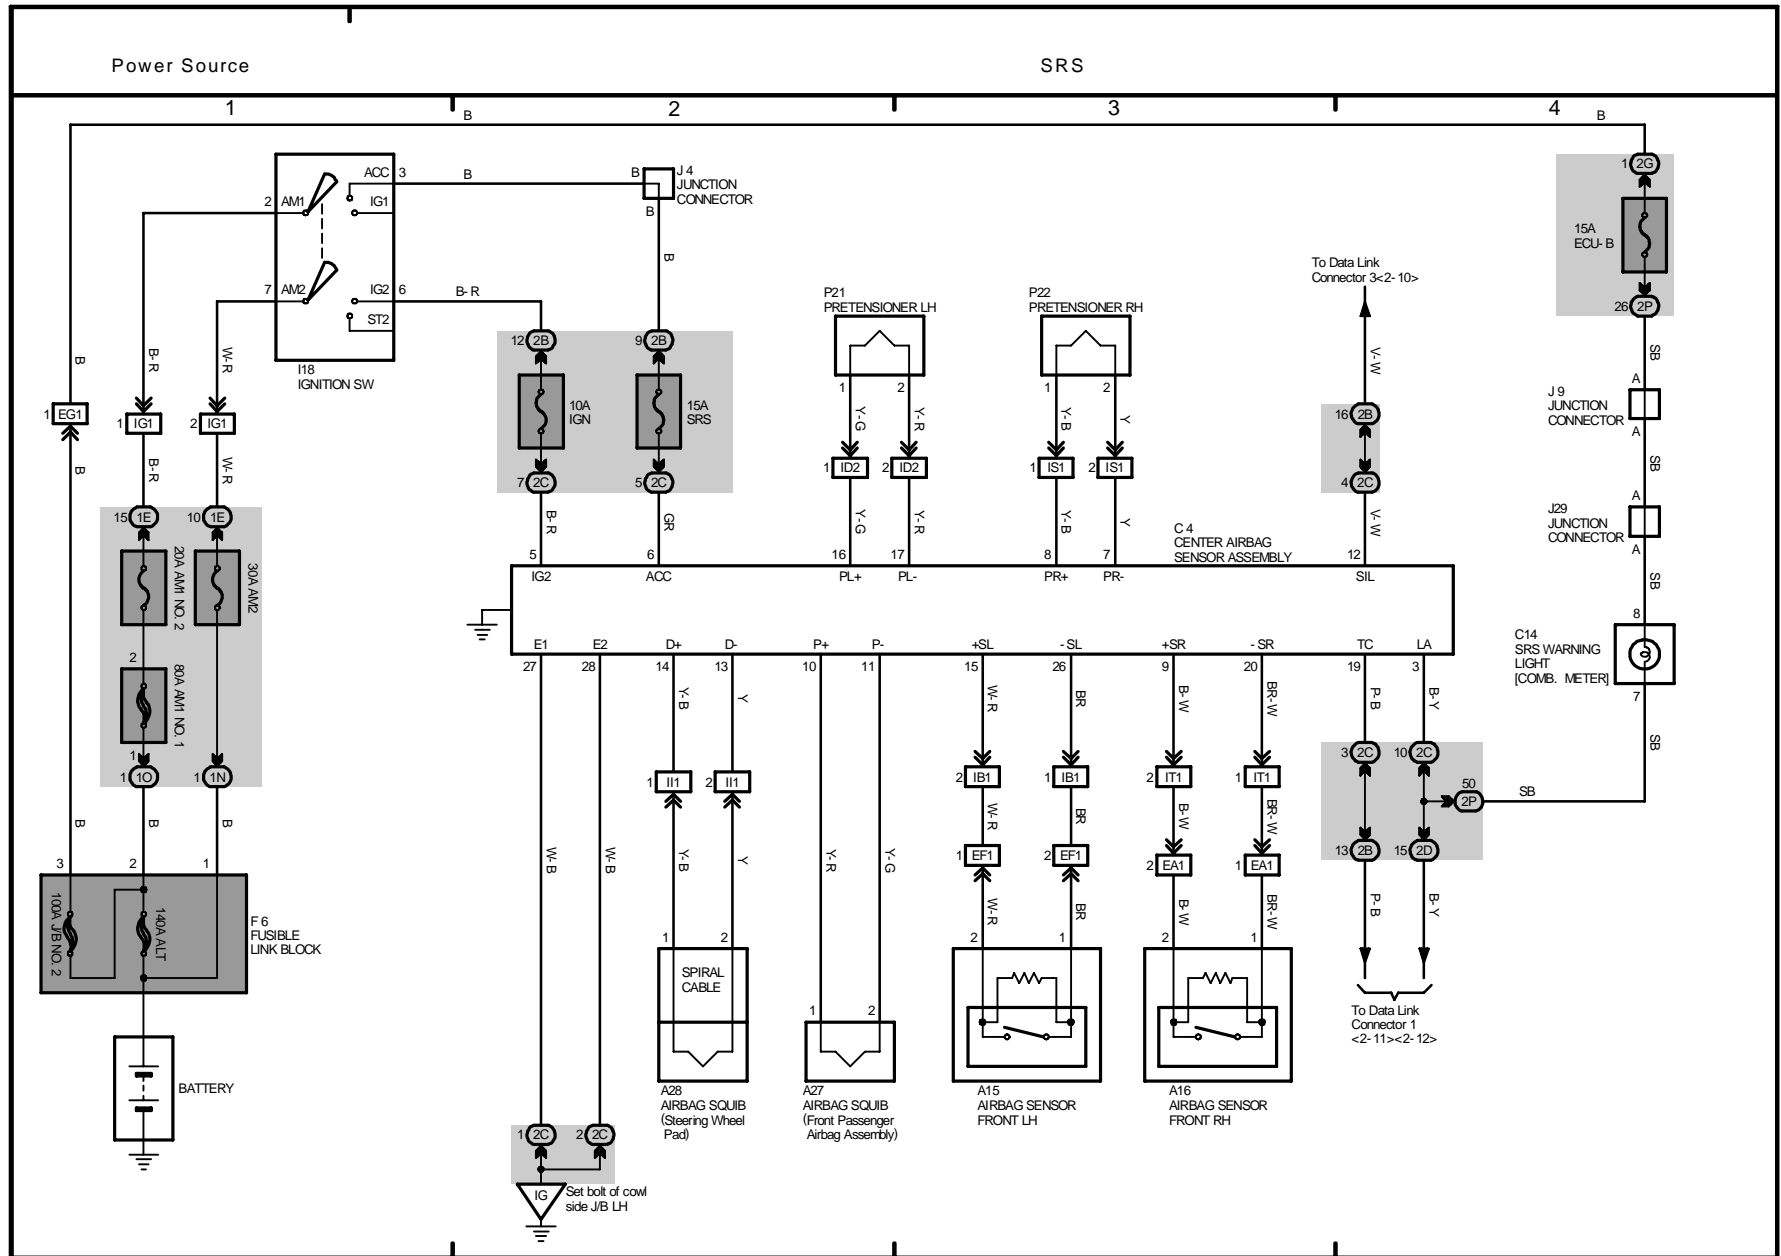 Power Source
SRS
1
2
3
4
B
B
ACC 3
B
B
J 4
JUNCTION
CONNECTOR
2 AM1
IG1
B
B
7 AM2
IG2 6
B-R
ST2
I18
IGNITION SW
1 2G
15A
ECU-B
26 2P
To Data Link
Connector 3<2-10>
P21
PRETENSIONER LH
P22
PRETENSIONER RH
12 2B
9 2B
10A
IGN
15A
SRS
7 2C
5 2C
B
B-R
W-R
1 EG1
1 IG1
2 IG1
B
B-R
W-R
1
2
1
2
Y-G
Y-R
Y-B
Y
1 ID2
2 ID2
1 IS1
2 IS1
Y-G
Y-R
Y-B
Y
V-W
16 2B
4 2C
V-W
SB
A
J 9
JUNCTION
CONNECTOR
A
SB
A
J29
JUNCTION
CONNECTOR
A
SB
15 1E
10 1E
20A AM1 NO. 2
30A AM2
2
80A AM1 NO. 1
1
1 1O
1 1N
B-R
GR
C 4
CENTER AIRBAG
SENSOR ASSEMBLY
5
6
16
17
8
7
12
IG2
ACC
PL+
PL-
PR+
PR-
SIL
E1
E2
D+
D-
P+
P-
+SL
-SL
+SR
-SR
TC
LA
27
28
14
13
10
11
15
26
9
20
19
3
8
C14
SRS WARNING
LIGHT
[COMB. METER]
7
SB
Y-B
Y
W-R
BR
B-W
BR-W
P-B
B-Y
1 II1
2 II1
2 IB1
1 IB1
2 IT1
1 IT1
3 2C
10 2C
50
2P
SB
B
B
B
W-B
W-B
Y-B
Y
Y-R
Y-G
W-R
BR
B-W
BR-W
1 EF1
2 EF1
2 EA1
1 EA1
13 2B
15 2D
3
2
1
100A J/B NO. 2
140A ALT
F 6
FUSIBLE
LINK BLOCK
W-R
BR
B-W
BR-W
P-B
B-Y
1
2
2
1
2
1
SPIRAL
CABLE
1
2
To Data Link
Connector 1
<2-11><2-12>
BATTERY
A28
AIRBAG SQUIB
(Steering Wheel
Pad)
A27
AIRBAG SQUIB
(Front Passenger
Airbag Assembly)
A15
AIRBAG SENSOR
FRONT LH
A16
AIRBAG SENSOR
FRONT RH
1 2C
2 2C
IG
Set bolt of cowl
side J/B LH